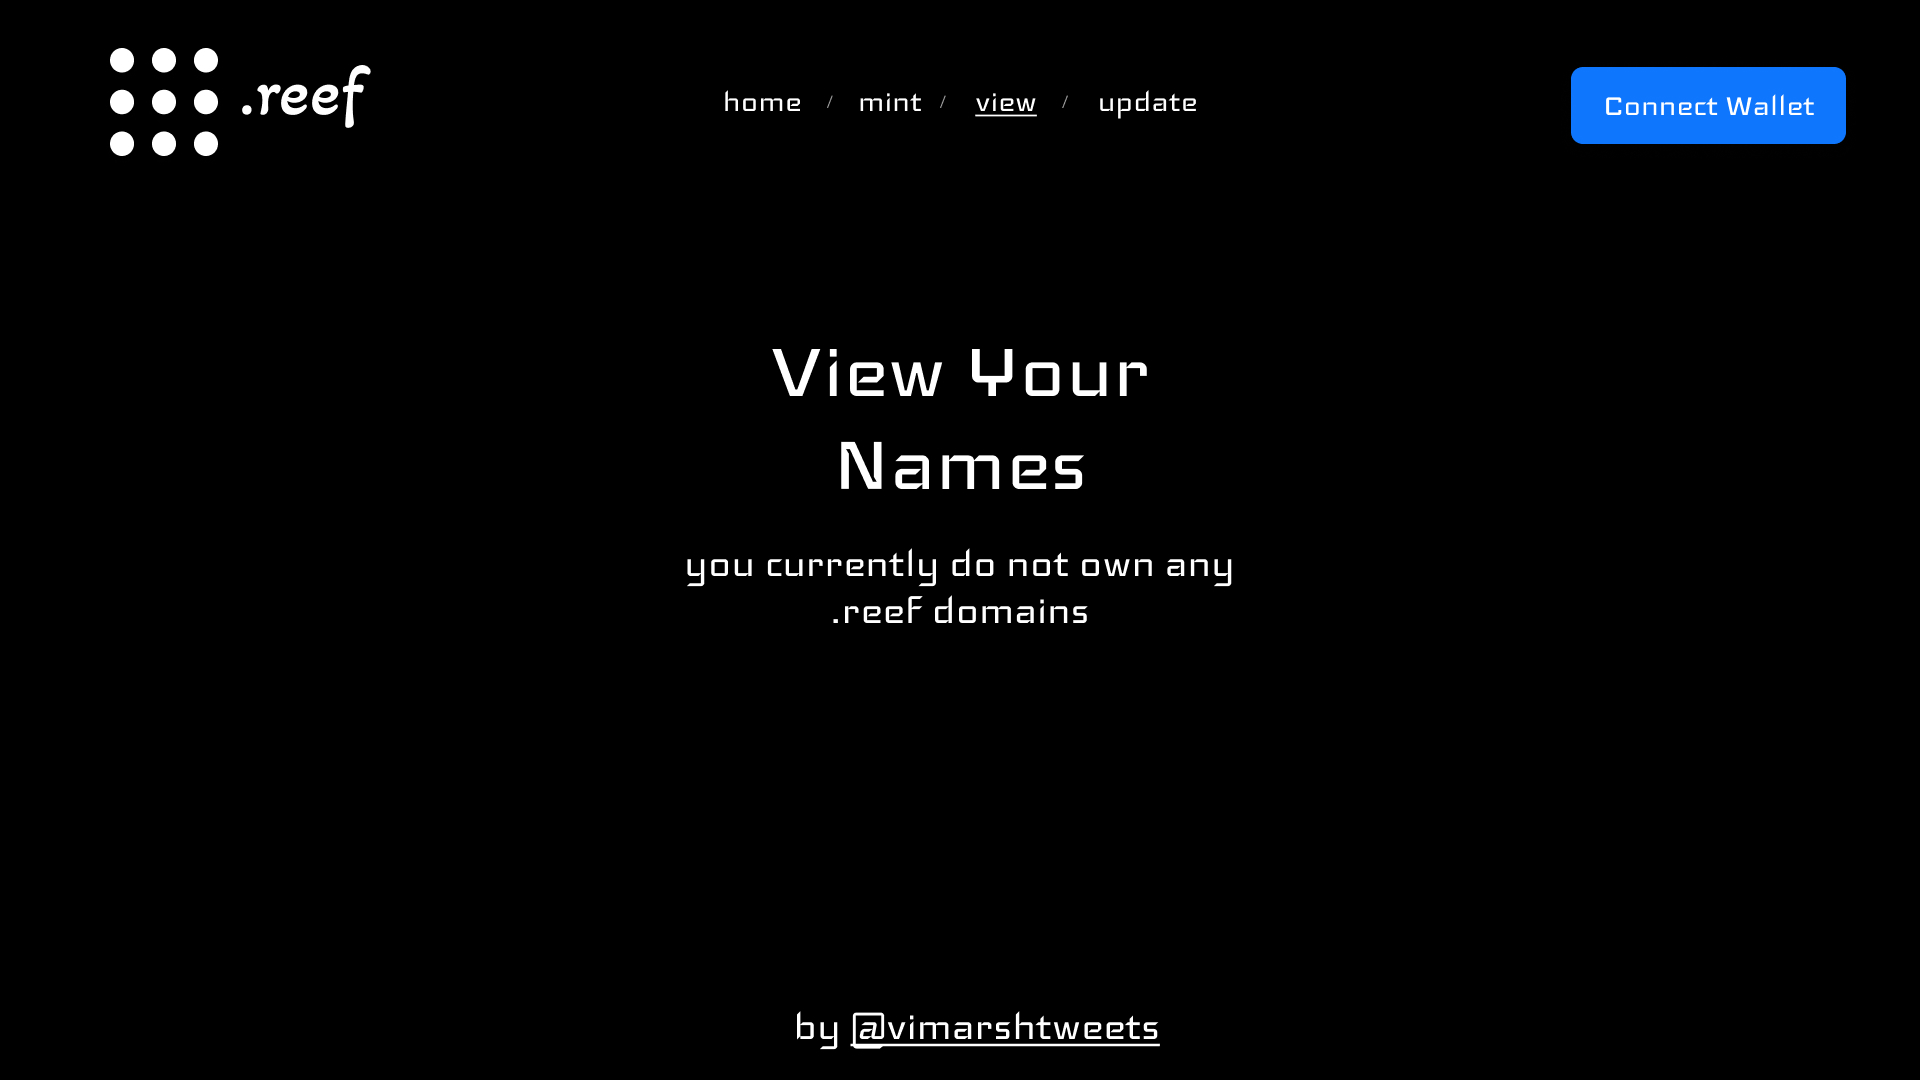 .reef
home / mint / view / update
Connect Wallet
View Your
Names
you currently do not own any
.reef domains
by @vimarshtweets